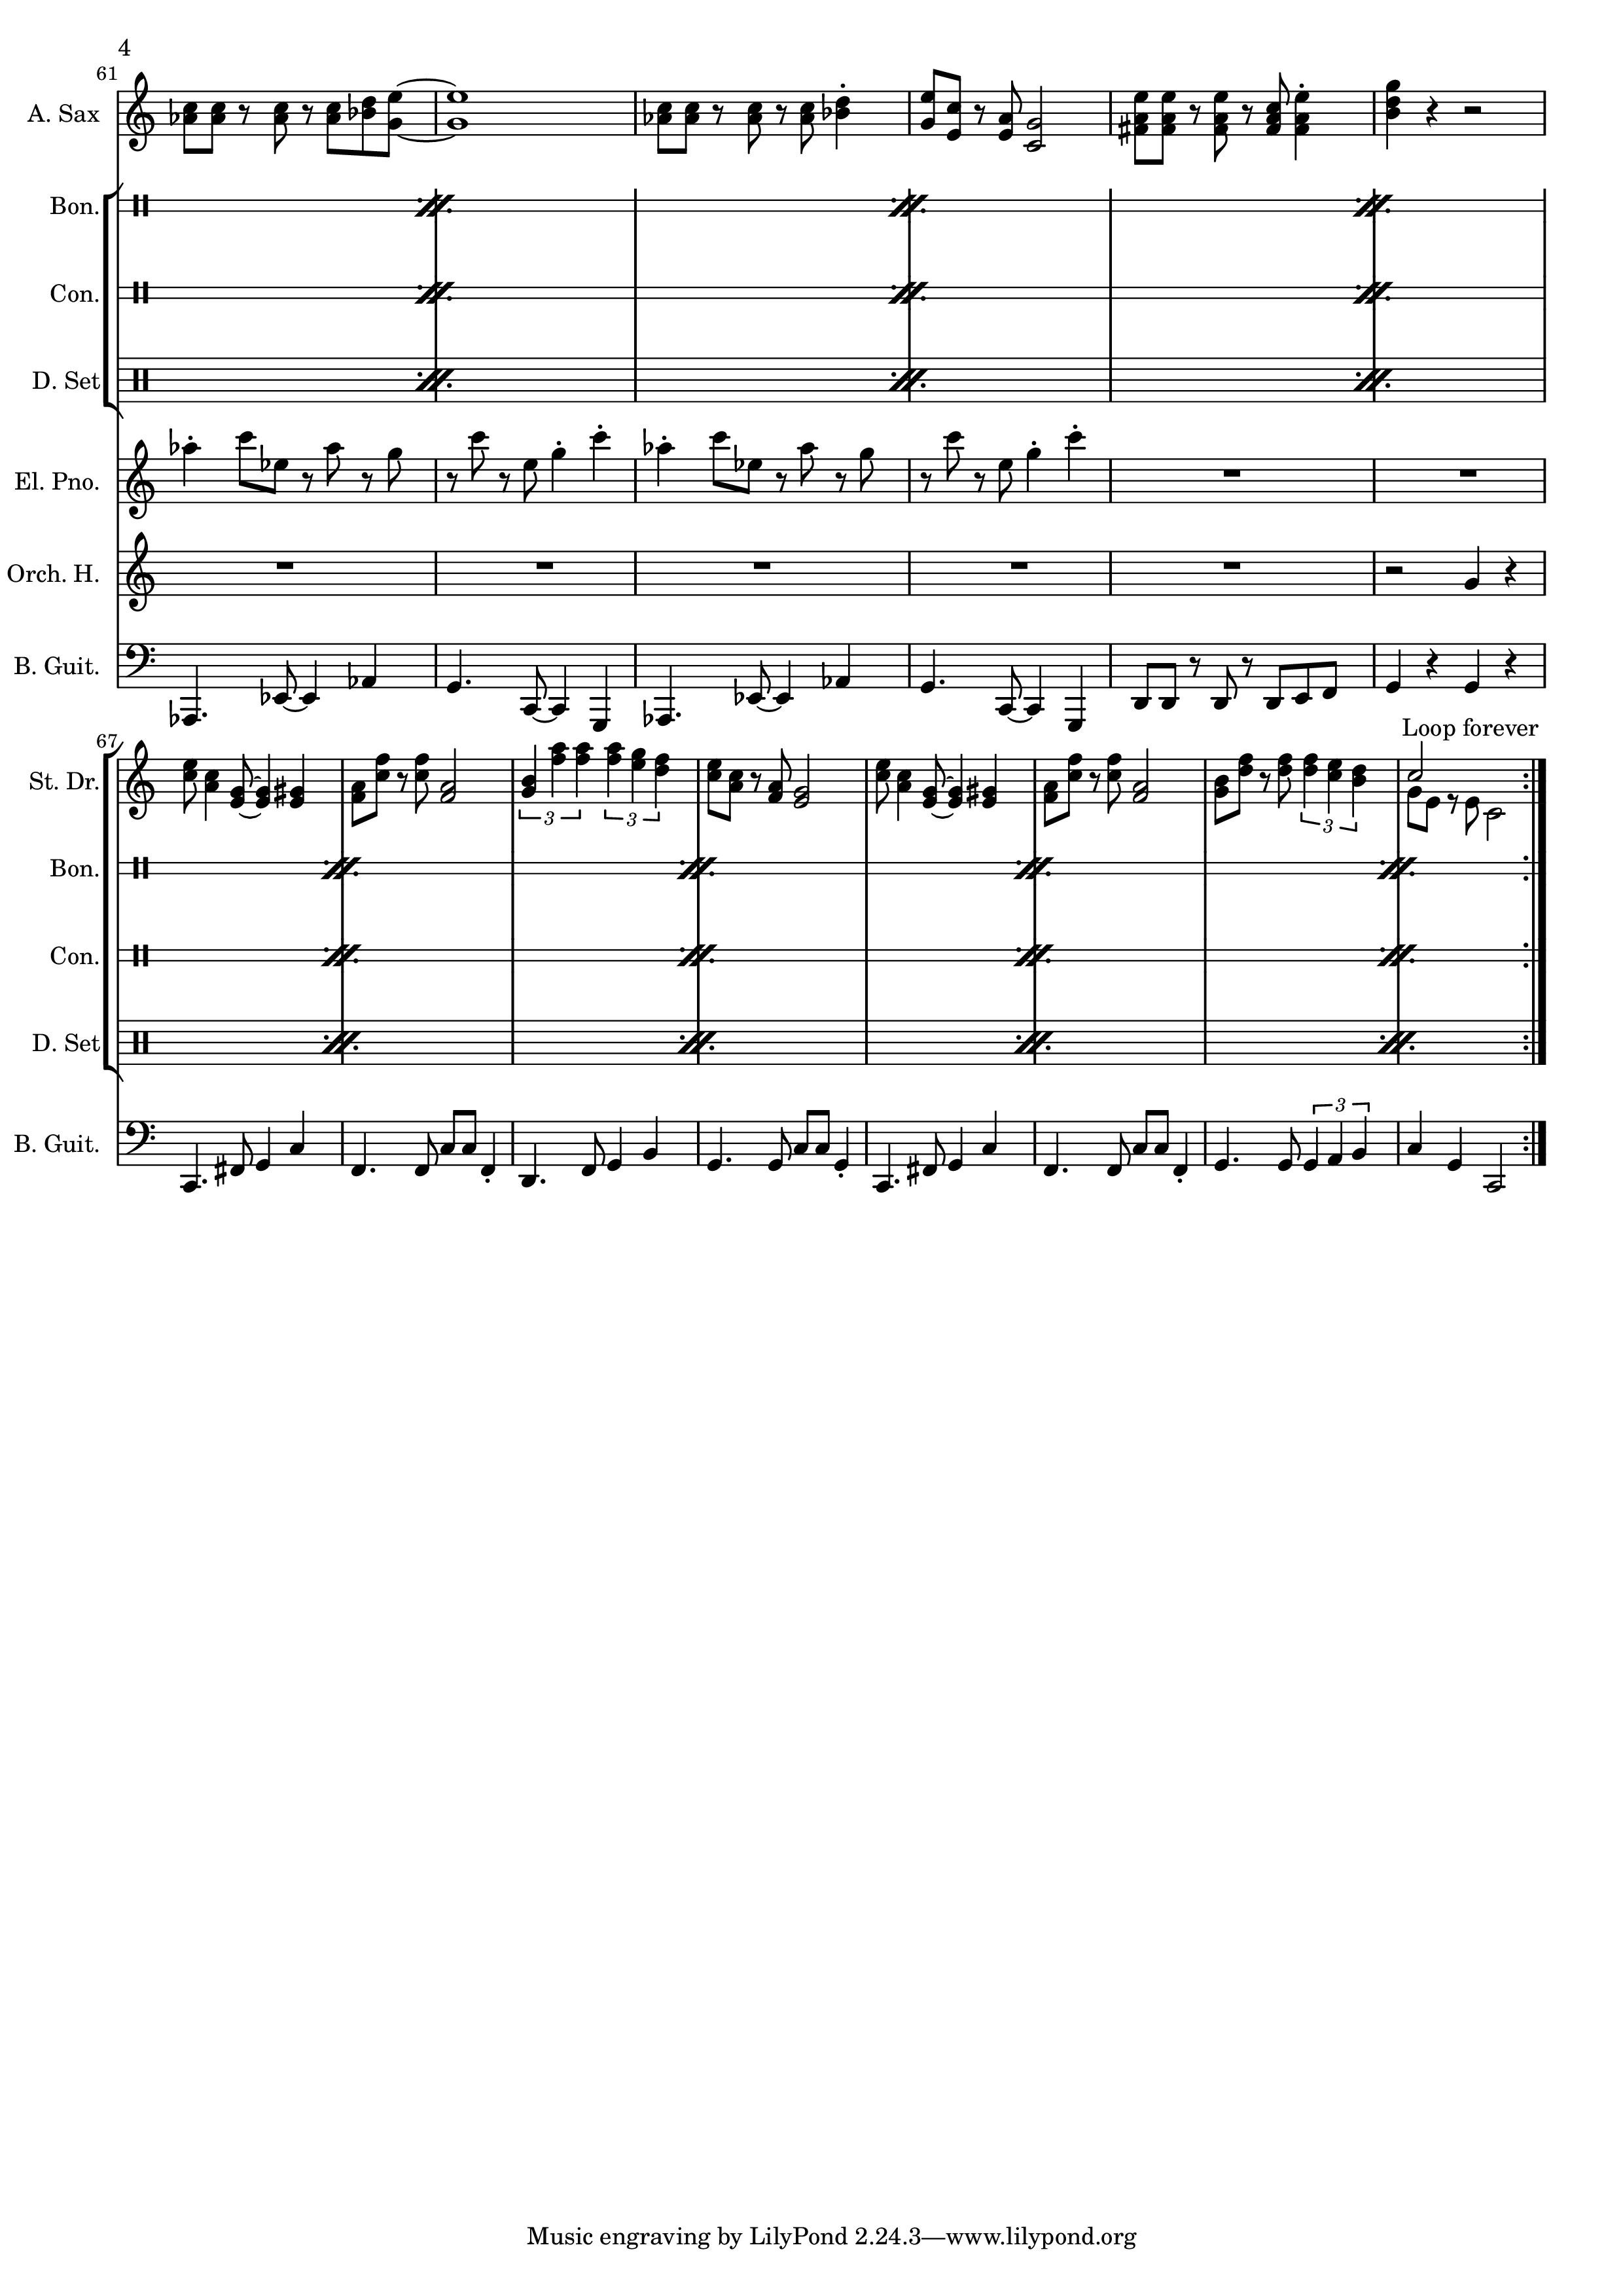 4
61
A. Sax
Bon.
Con.
D. Set
El. Pno.
Orch. H.
B. Guit.
67
Loop forever
St. Dr.
3
3
3
Bon.
Con.
D. Set
3
B. Guit.
Music engraving by LilyPond 2.24.3—www.lilypond.org